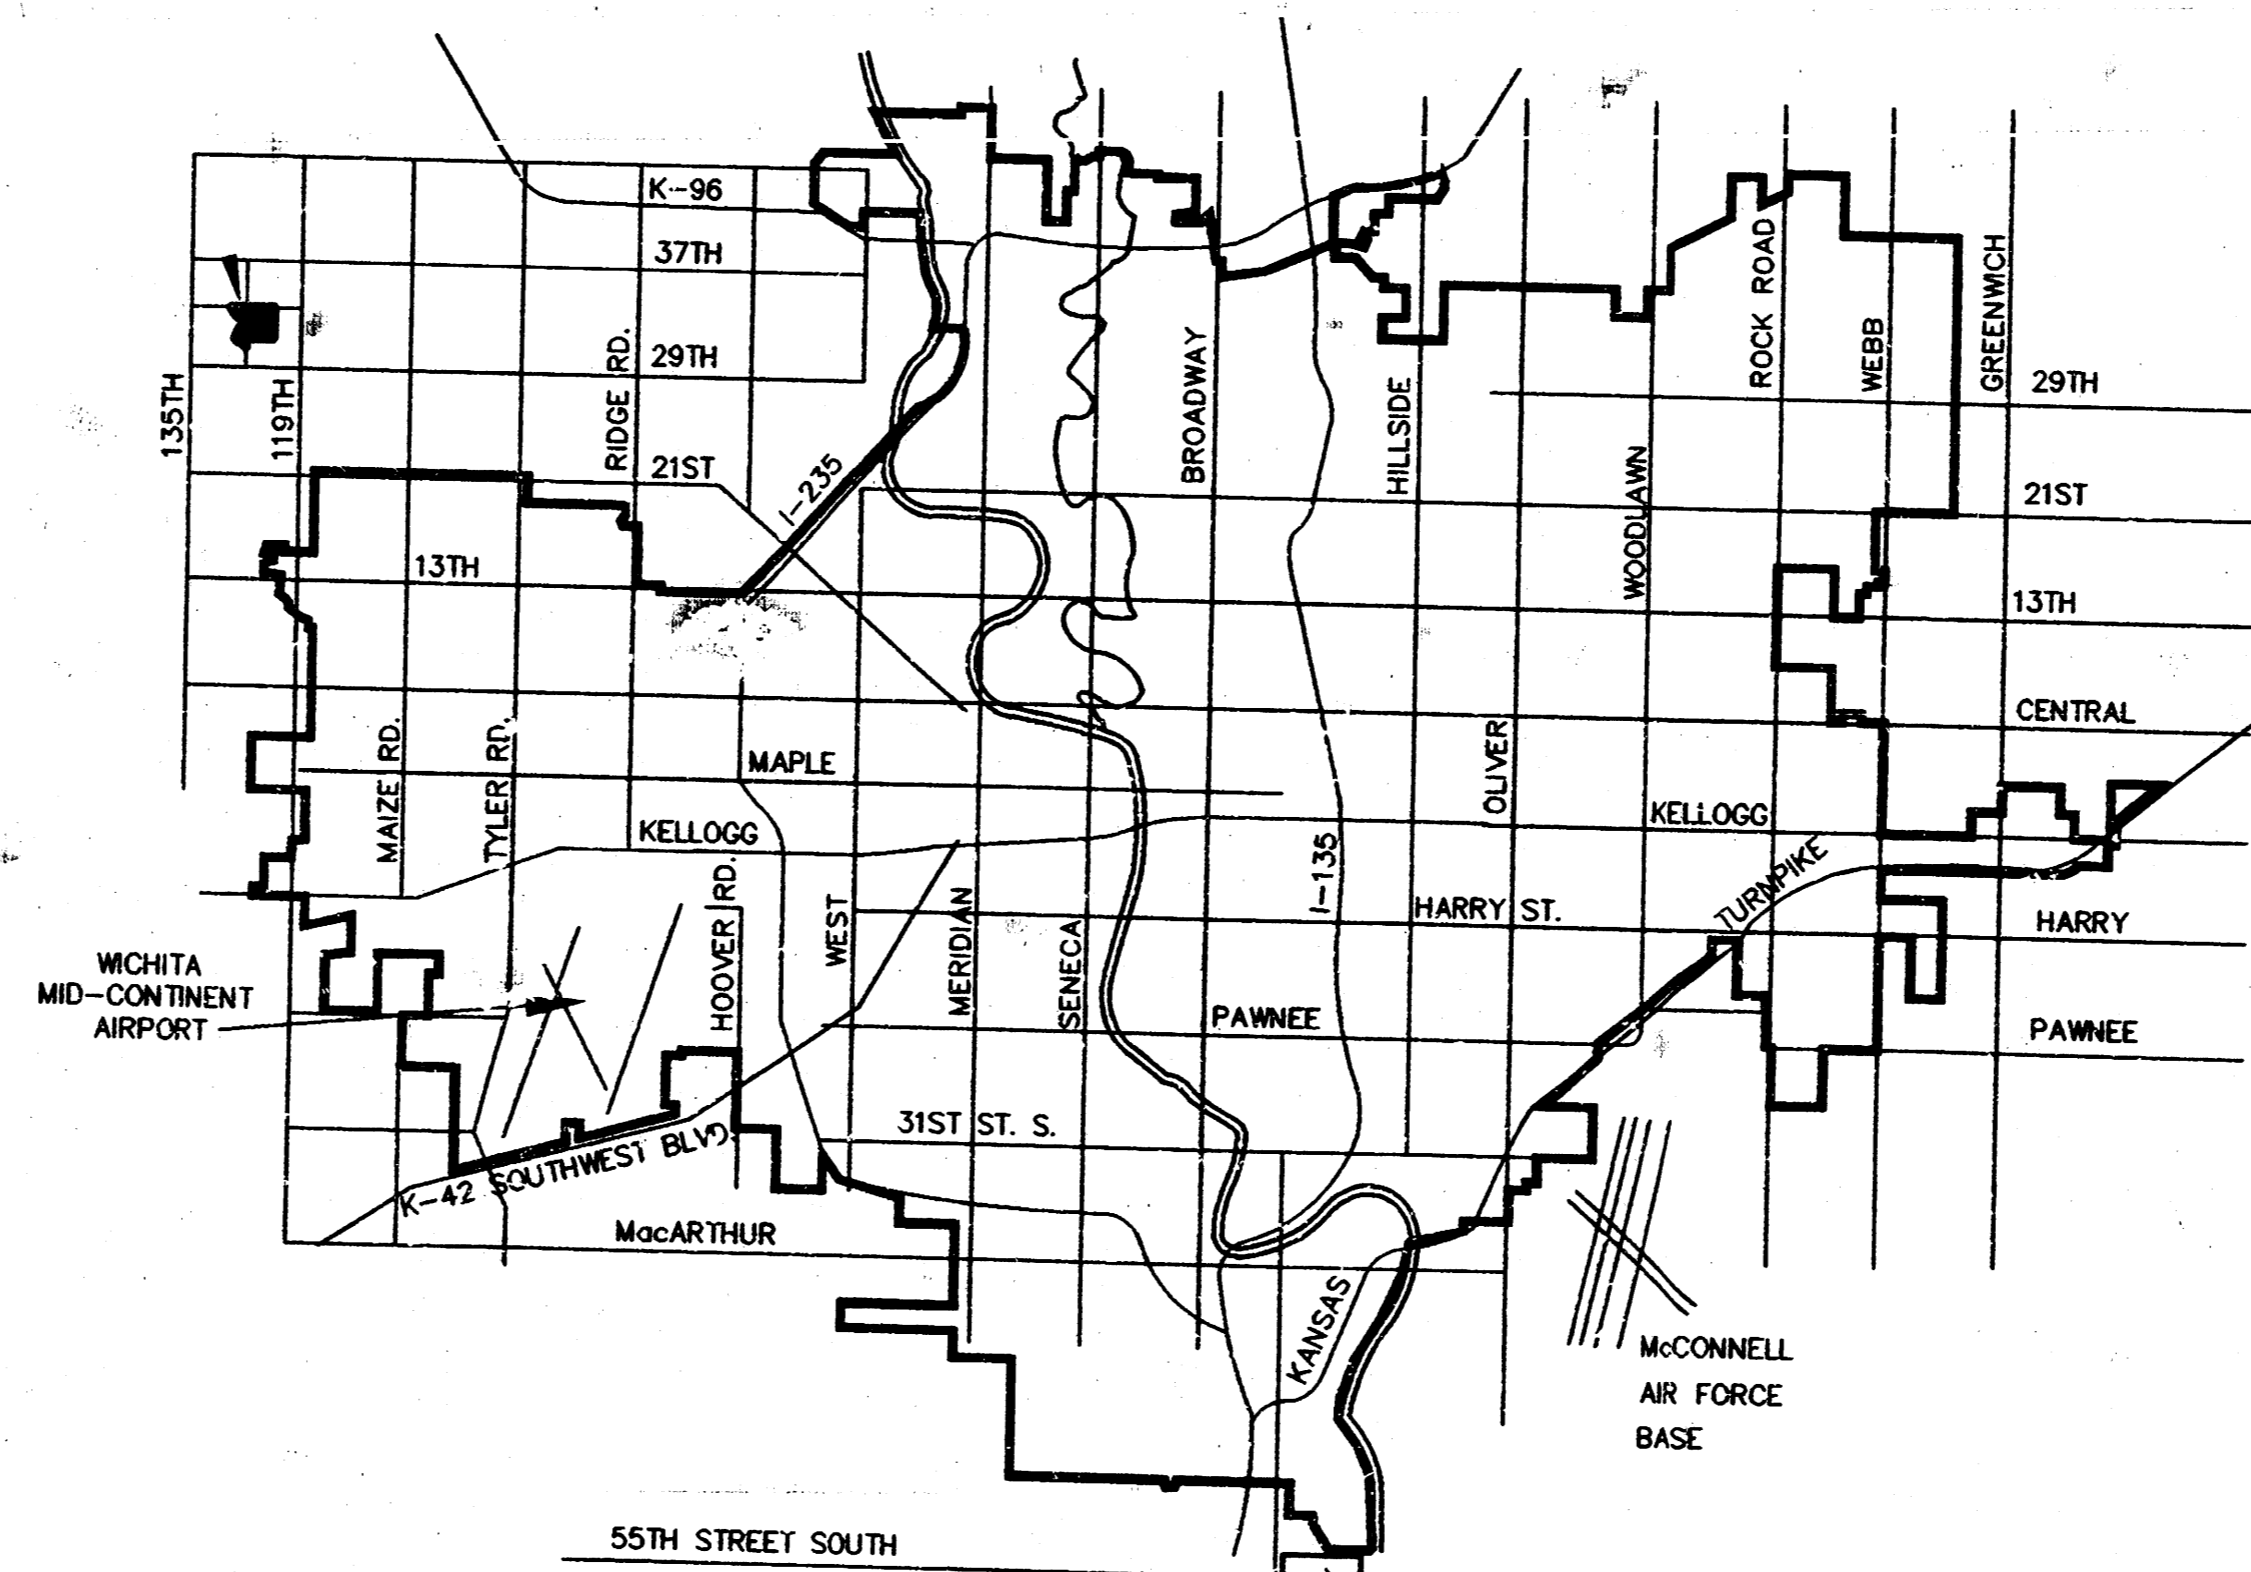 K-96
37TH
29TH
21ST
13TH
135TH
119TH
RIDGE RD.
I-235
BROADWAY
HILLSIDE
WOODLAWN
ROCK ROAD
WEBB
GREENWICH
29TH
21ST
13TH
CENTRAL
MAPLE
KELLOGG
KELLOGG
MAIZE RD.
TYLER RD.
HOOVER RD.
WEST
MERIDIAN
SENECA
I-135
OLIVER
TURNPIKE
HARRY ST.
HARRY
PAWNEE
PAWNEE
WICHITA
MID-CONTINENT
AIRPORT
31ST ST. S.
K-42 SOUTHWEST BLVD.
MacARTHUR
KANSAS
McCONNELL
AIR FORCE
BASE
55TH STREET SOUTH